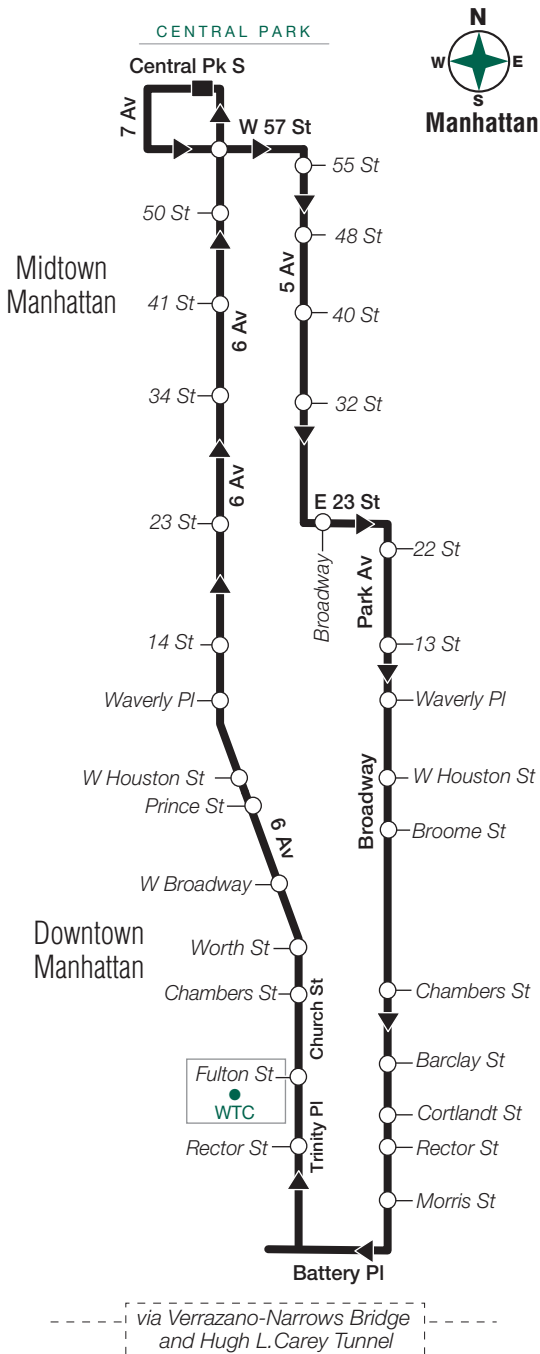 CENTRAL PARK
N
W
E
S
Manhattan
Central Pk S
7 Av
W 57 St
55 St
50 St
48 St
5 Av
Midtown
Manhattan
41 St
6 Av
40 St
34 St
32 St
6 Av
23 St
E 23 St
Broadway
Park Av
22 St
14 St
13 St
Waverly Pl
Waverly Pl
W Houston St
Prince St
6 Av
Broadway
W Houston St
Broome St
W Broadway
Downtown
Manhattan
Worth St
Chambers St
Church St
Chambers St
Fulton St
WTC
Trinity Pl
Barclay St
Cortlandt St
Rector St
Rector St
Morris St
Battery Pl
via Verrazano-Narrows Bridge
and Hugh L.Carey Tunnel